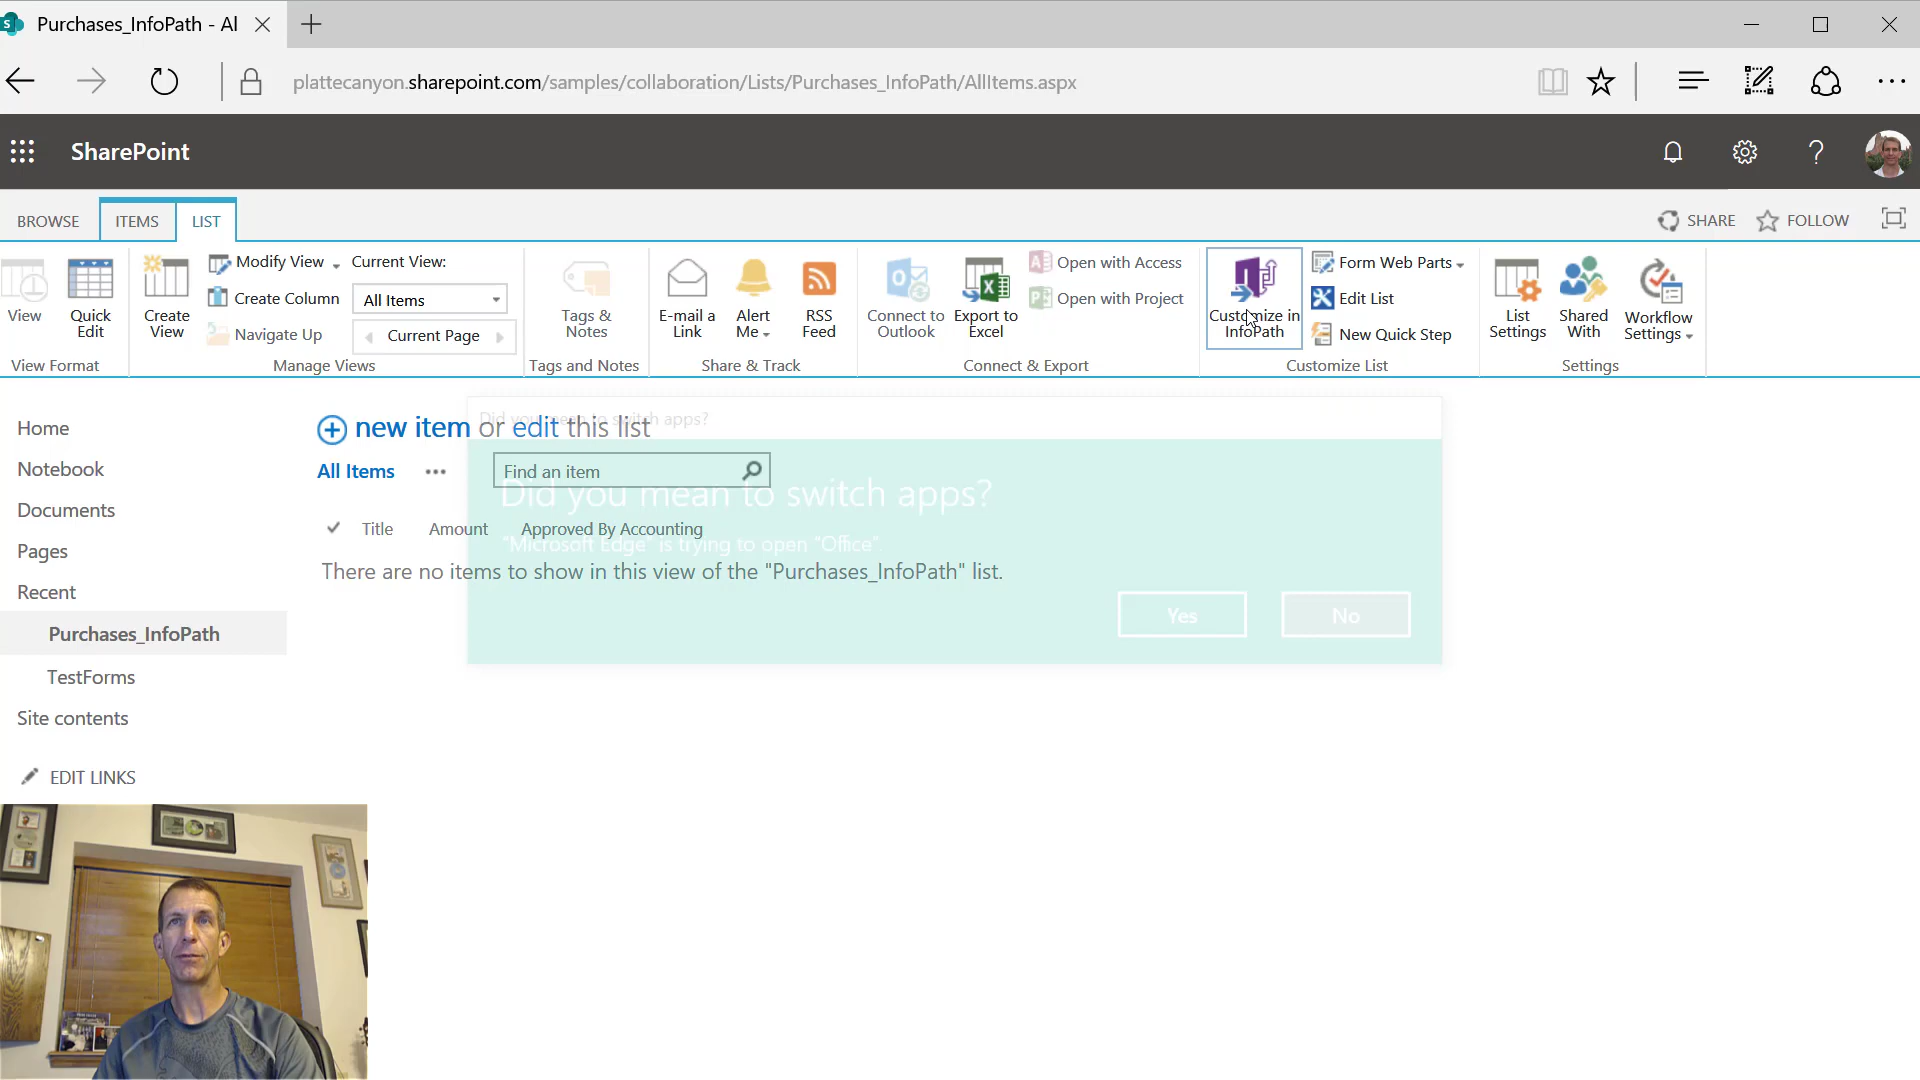 Purchases_InfoPath - Al
plattecanyon.sharepoint.com/samples/collaboration/Lists/Purchases_InfoPath/AllItems.aspx
SharePoint
BROWSE ITEMS LIST SHARE FOLLOW
View
Quick Edit
Create View
Modify View
Create Column
Navigate Up
Current View:
All Items
Current Page
Tags & Notes
E-mail a Link
Alert Me
RSS Feed
Connect to Outlook
Export to Excel
Open with Access
Open with Project
Customize in InfoPath
Form Web Parts
Edit List
New Quick Step
List Settings
Shared With
Workflow Settings
View Format
Manage Views
Tags and Notes
Share & Track
Connect & Export
Customize List
Settings
Home
Notebook
Documents
Pages
Recent
Purchases_InfoPath
TestForms
Site contents
EDIT LINKS
new item or edit this list
All Items ••• Find an item
Title Amount Approved By Accounting
There are no items to show in this view of the "Purchases_InfoPath" list.
Did you mean to switch apps?
Did you mean to switch apps?
"Microsoft Edge" is trying to open "Office".
Yes No